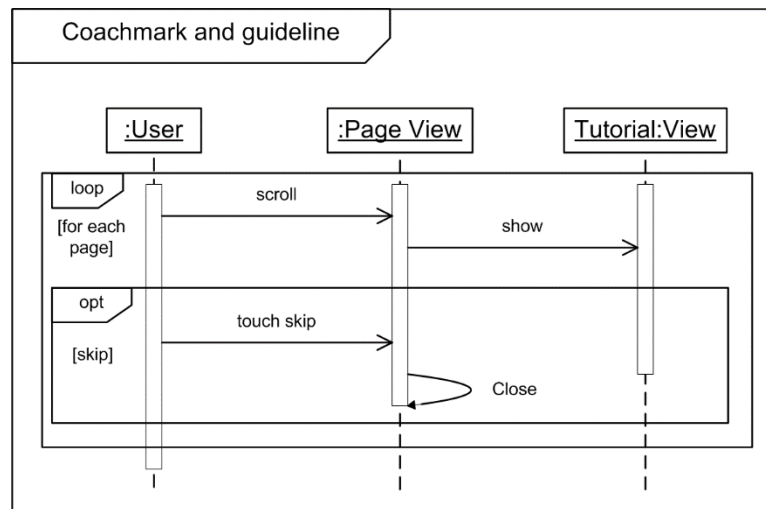 Coachmark and guideline
:User
:Page View
Tutorial:View
loop
scroll
[for each
page]
show
opt
touch skip
[skip]
Close